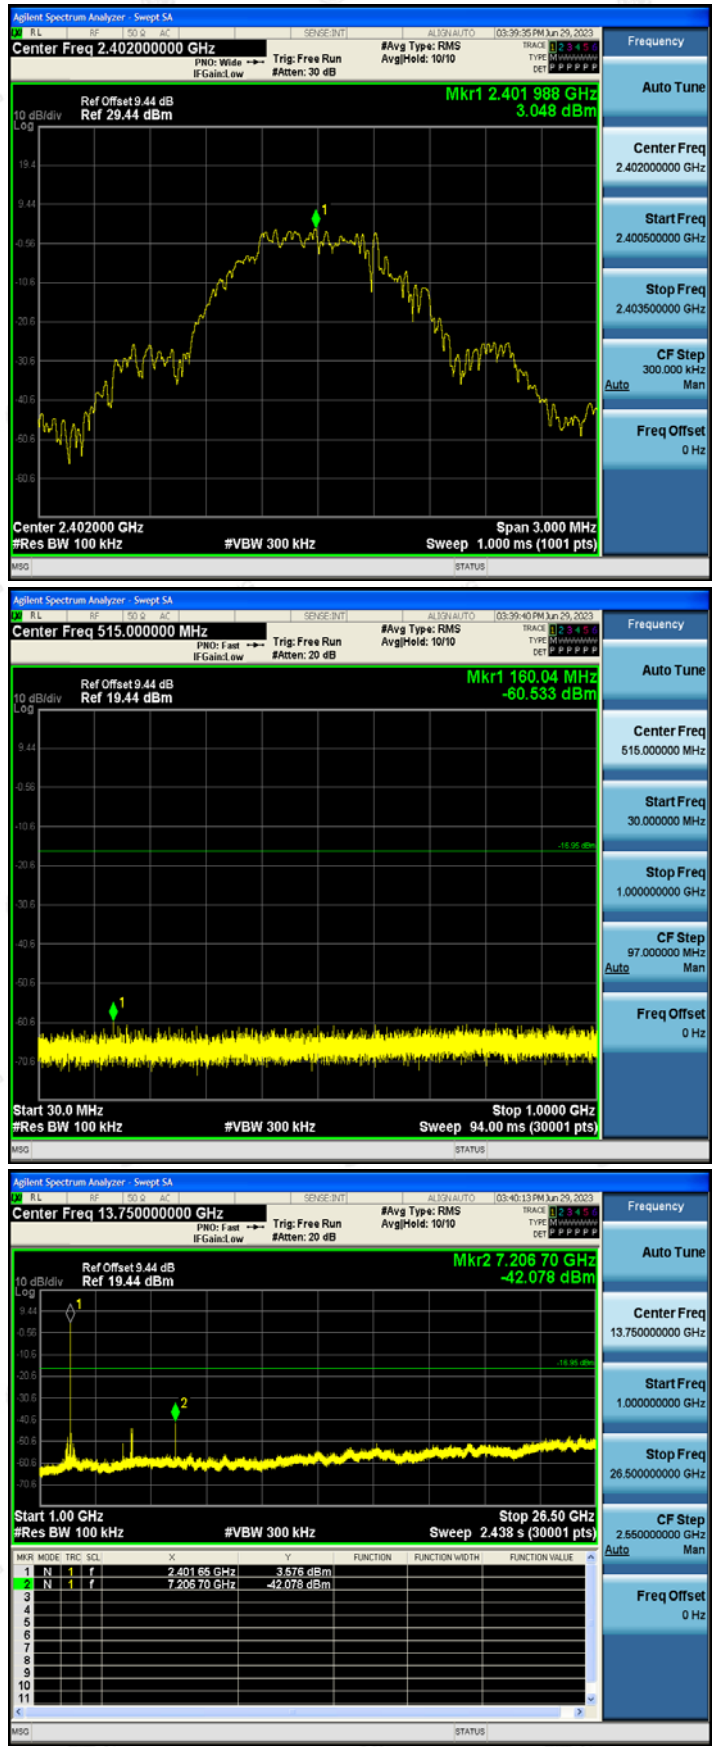 Agilent Spectrum Analyzer - Swept SA
RL RF 50 Ω AC SENSE:INT ALIGNAUTO 03:39:35 PM Jun 29, 2023
Center Freq 2.402000000 GHz
PNO: Wide
IFGain:Low
Trig: Free Run
#Atten: 30 dB
#Avg Type: RMS
Avg|Hold: 10/10
TRACE 1 2 3 4 5 6
TYPE M
DET P P P P P P
Mkr1 2.401 988 GHz
3.048 dBm
Ref Offset 9.44 dB
10 dB/div Ref 29.44 dBm
Log
1
19.4
9.44
-0.56
-10.6
-20.6
-30.6
-40.6
-50.6
-60.6
Center 2.402000 GHz Span 3.000 MHz
#Res BW 100 kHz #VBW 300 kHz Sweep 1.000 ms (1001 pts)
MSG STATUS
Frequency
Auto Tune
Center Freq
2.402000000 GHz
Start Freq
2.400500000 GHz
Stop Freq
2.403500000 GHz
CF Step
300.000 kHz
Auto Man
Freq Offset
0 Hz
Agilent Spectrum Analyzer - Swept SA
RL RF 50 Ω AC SENSE:INT ALIGNAUTO 03:39:40 PM Jun 29, 2023
Center Freq 515.000000 MHz
PNO: Fast
IFGain:Low
Trig: Free Run
#Atten: 20 dB
#Avg Type: RMS
Avg|Hold: 10/10
TRACE 1 2 3 4 5 6
TYPE M
DET P P P P P P
Mkr1 160.04 MHz
-60.533 dBm
Ref Offset 9.44 dB
10 dB/div Ref 19.44 dBm
Log
9.44
-0.56
-10.6
-16.95 dBm
-20.6
-30.6
-40.6
-50.6
1
-60.6
-70.6
Start 30.0 MHz Stop 1.0000 GHz
#Res BW 100 kHz #VBW 300 kHz Sweep 94.00 ms (30001 pts)
MSG STATUS
Frequency
Auto Tune
Center Freq
515.000000 MHz
Start Freq
30.000000 MHz
Stop Freq
1.000000000 GHz
CF Step
97.000000 MHz
Auto Man
Freq Offset
0 Hz
Agilent Spectrum Analyzer - Swept SA
RL RF 50 Ω AC SENSE:INT ALIGNAUTO 03:40:13 PM Jun 29, 2023
Center Freq 13.750000000 GHz
PNO: Fast
IFGain:Low
Trig: Free Run
#Atten: 20 dB
#Avg Type: RMS
Avg|Hold: 10/10
TRACE 1 2 3 4 5 6
TYPE M
DET P P P P P P
Mkr2 7.206 70 GHz
-42.078 dBm
Ref Offset 9.44 dB
10 dB/div Ref 19.44 dBm
Log
1
9.44
-0.56
-10.6
-16.95 dBm
-20.6
-30.6
2
-40.6
-50.6
-60.6
-70.6
Start 1.00 GHz Stop 26.50 GHz
#Res BW 100 kHz #VBW 300 kHz Sweep 2.438 s (30001 pts)
MKR MODE TRC SCL X Y FUNCTION FUNCTION WIDTH FUNCTION VALUE
1 N 1 f 2.401 65 GHz 3.576 dBm
2 N 1 f 7.206 70 GHz -42.078 dBm
3
4
5
6
7
8
9
10
11
MSG STATUS
Frequency
Auto Tune
Center Freq
13.750000000 GHz
Start Freq
1.000000000 GHz
Stop Freq
26.500000000 GHz
CF Step
2.550000000 GHz
Auto Man
Freq Offset
0 Hz